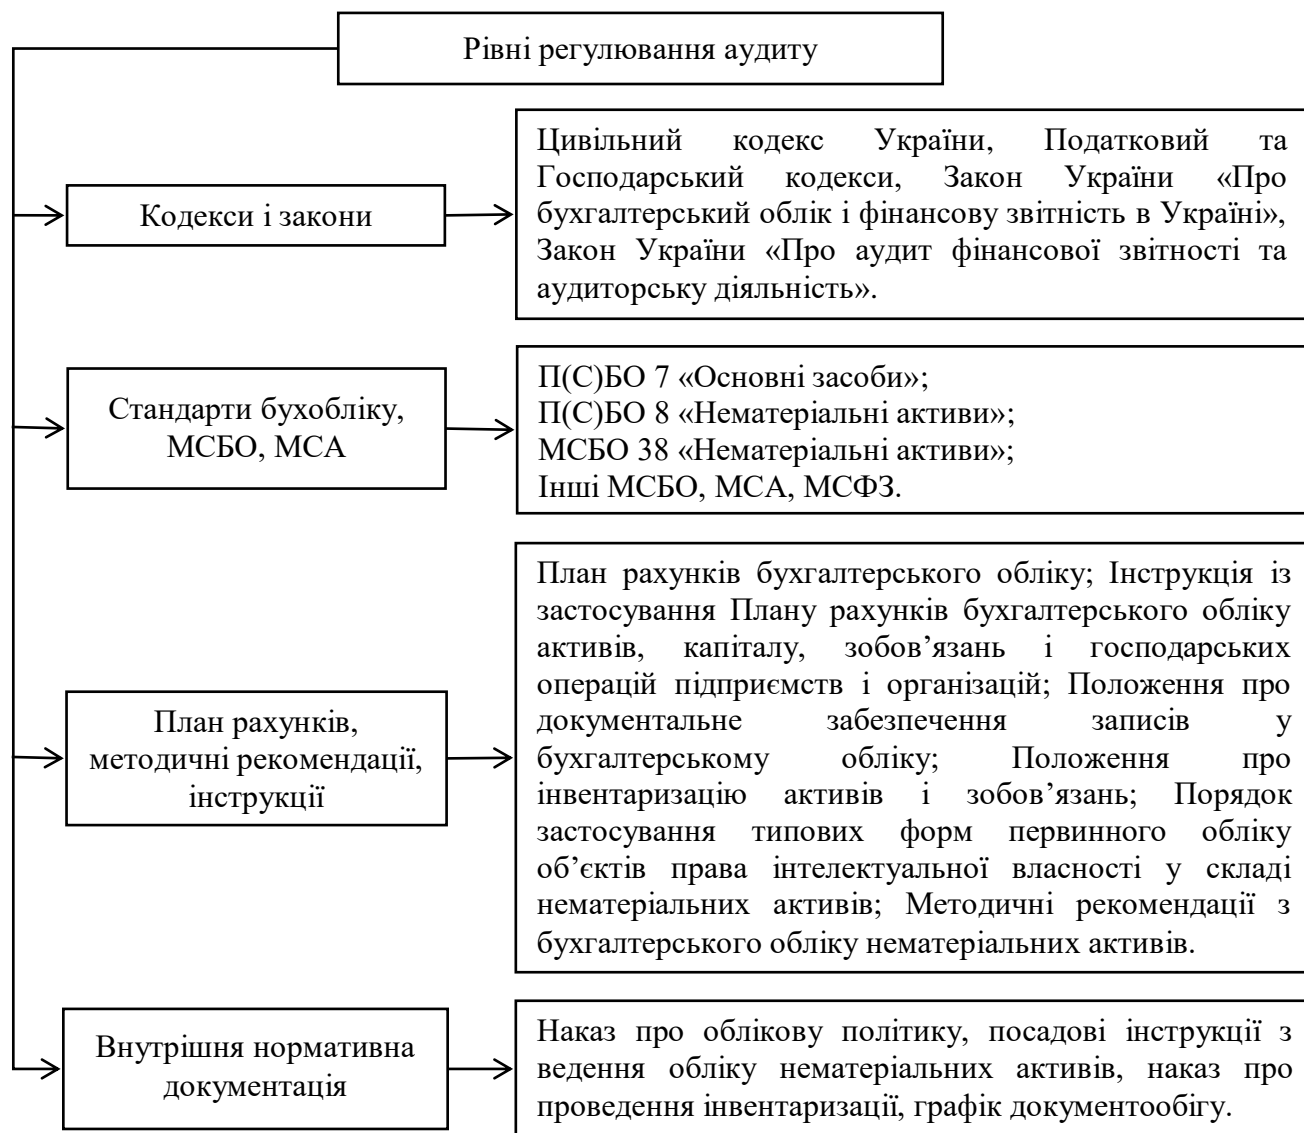 Рівні регулювання аудиту
Кодекси і закони
Цивільний кодекс України, Податковий та
Господарський кодекси, Закон України «Про
бухгалтерський облік і фінансову звітність в Україні»,
Закон України «Про аудит фінансової звітності та
аудиторську діяльність».
Стандарти бухобліку,
МСБО, МСА
П(С)БО 7 «Основні засоби»;
П(С)БО 8 «Нематеріальні активи»;
МСБО 38 «Нематеріальні активи»;
Інші МСБО, МСА, МСФЗ.
План рахунків,
методичні рекомендації,
інструкції
План рахунків бухгалтерського обліку; Інструкція із
застосування Плану рахунків бухгалтерського обліку
активів, капіталу, зобов’язань і господарських
операцій підприємств і організацій; Положення про
документальне забезпечення записів у
бухгалтерському обліку; Положення про
інвентаризацію активів і зобов’язань; Порядок
застосування типових форм первинного обліку
об’єктів права інтелектуальної власності у складі
нематеріальних активів; Методичні рекомендації з
бухгалтерського обліку нематеріальних активів.
Внутрішня нормативна
документація
Наказ про облікову політику, посадові інструкції з
ведення обліку нематеріальних активів, наказ про
проведення інвентаризації, графік документообігу.